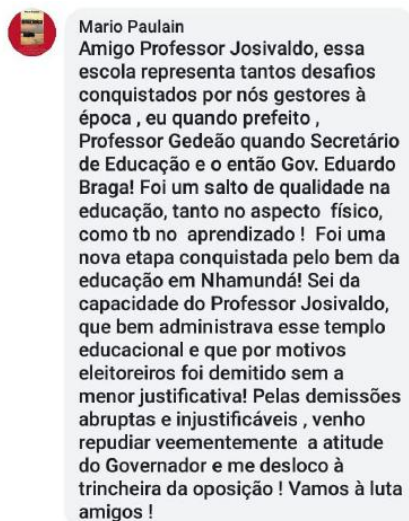 Mario Paulain
Amigo Professor Josivaldo, essa
escola representa tantos desafios
conquistados por nós gestores à
época , eu quando prefeito ,
Professor Gedeão quando Secretário
de Educação e o então Gov. Eduardo
Braga! Foi um salto de qualidade na
educação, tanto no aspecto físico,
como tb no aprendizado ! Foi uma
nova etapa conquistada pelo bem da
educação em Nhamundá! Sei da
capacidade do Professor Josivaldo,
que bem administrava esse templo
educacional e que por motivos
eleitoreiros foi demitido sem a
menor justificativa! Pelas demissões
abruptas e injustificáveis , venho
repudiar veementemente a atitude
do Governador e me desloco à
trincheira da oposição ! Vamos à luta
amigos !